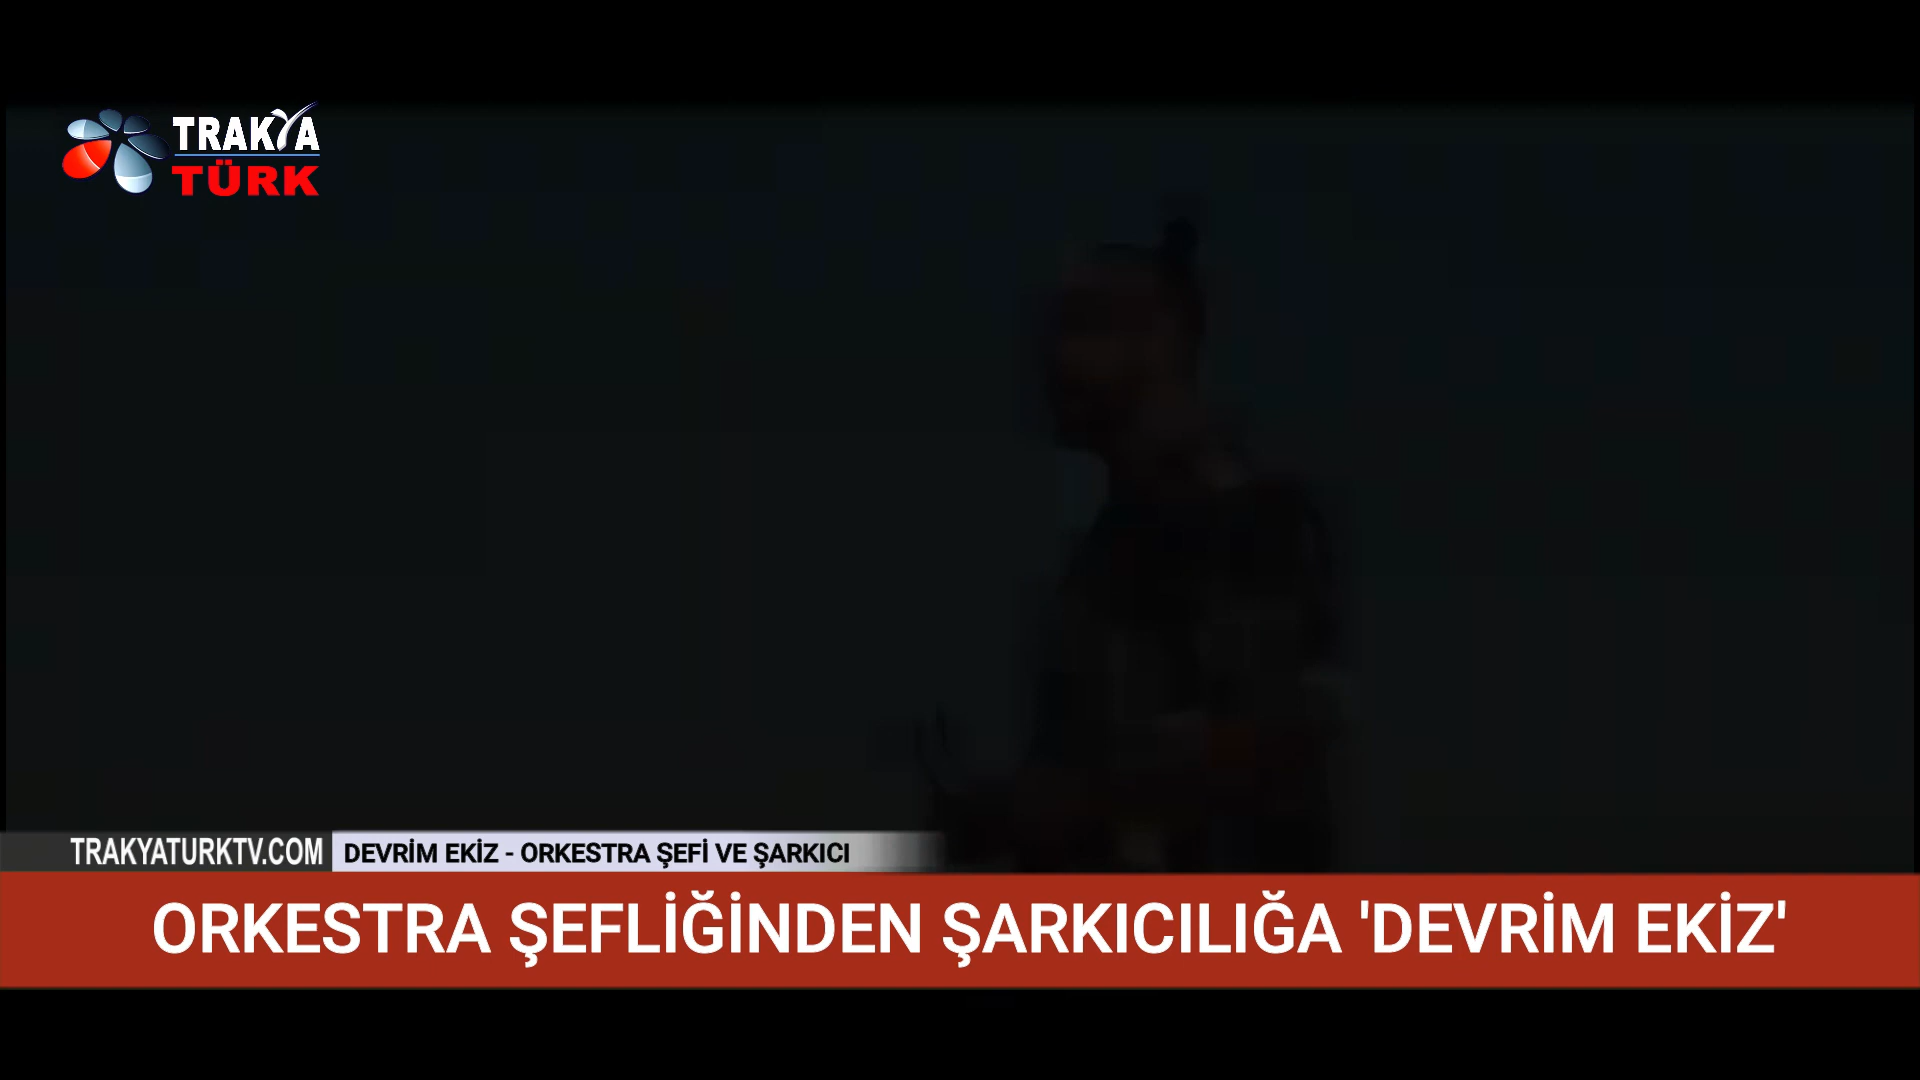 TRAKYA
TÜRK
TRAKYATURKTV.COM
DEVRİM EKİZ - ORKESTRA ŞEFİ VE ŞARKICI
ORKESTRA ŞEFLİĞİNDEN ŞARKICILIĞA 'DEVRİM EKİZ'